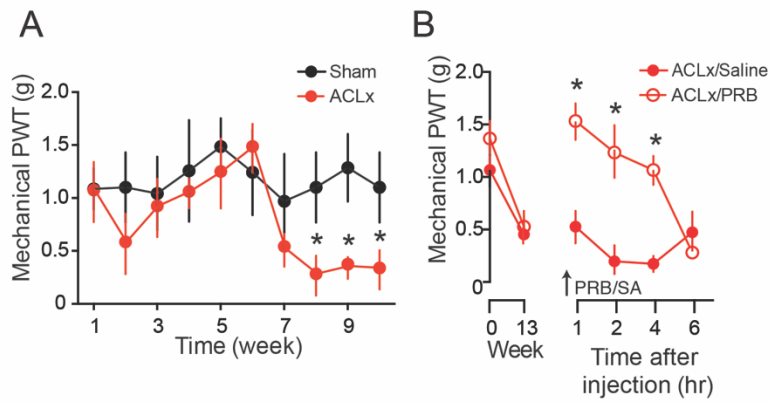 A
Mechanical PWT (g)
2.0
1.5
1.0
0.5
0
Sham
ACLx
* * *
1 3 5 7 9
Time (week)
B
Mechanical PWT (g)
2.0
1.5
1.0
0.5
0
ACLx/Saline
ACLx/PRB
* * *
↑PRB/SA
0 13
Week
1 2 4 6
Time after
injection (hr)